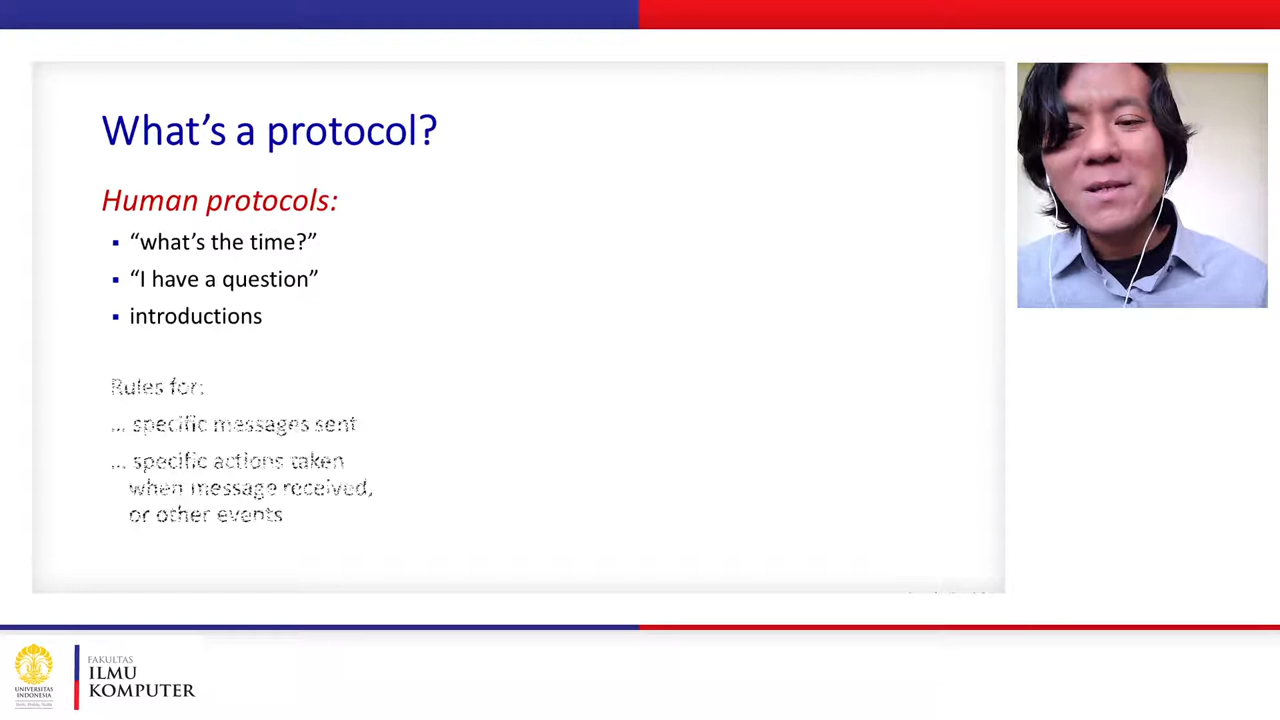 What's a protocol?
Human protocols:
▪ “what's the time?”
▪ “I have a question”
▪ introductions
Rules for:
... specific messages sent
... specific actions taken
when message received,
or other events
UNIVERSITAS
INDONESIA
FAKULTAS
ILMU
KOMPUTER